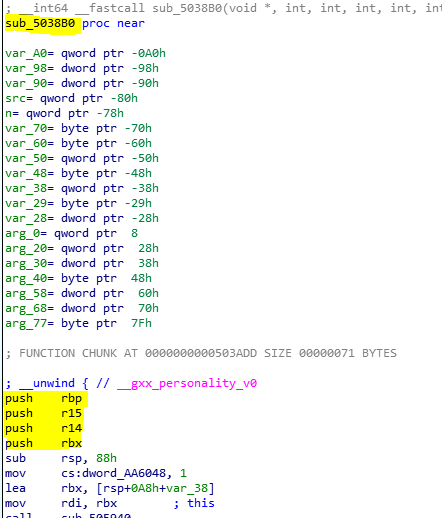 ; __int64 __fastcall sub_5038B0(void *, int, int, int, int, int
sub_5038B0 proc near
var_A0= qword ptr -0A0h
var_98= dword ptr -98h
var_90= dword ptr -90h
src= qword ptr -80h
n= qword ptr -78h
var_70= byte ptr -70h
var_60= byte ptr -60h
var_50= qword ptr -50h
var_48= byte ptr -48h
var_38= qword ptr -38h
var_29= byte ptr -29h
var_28= dword ptr -28h
arg_0= qword ptr 8
arg_20= qword ptr 28h
arg_30= dword ptr 38h
arg_40= byte ptr 48h
arg_58= dword ptr 60h
arg_68= dword ptr 70h
arg_77= byte ptr 7Fh
; FUNCTION CHUNK AT 0000000000503ADD SIZE 00000071 BYTES
; __unwind { // __gxx_personality_v0
push rbp
push r15
push r14
push rbx
sub rsp, 88h
mov cs:dword_AA6048, 1
lea rbx, [rsp+0A8h+var_38]
mov rdi, rbx ; this
call sub_505940